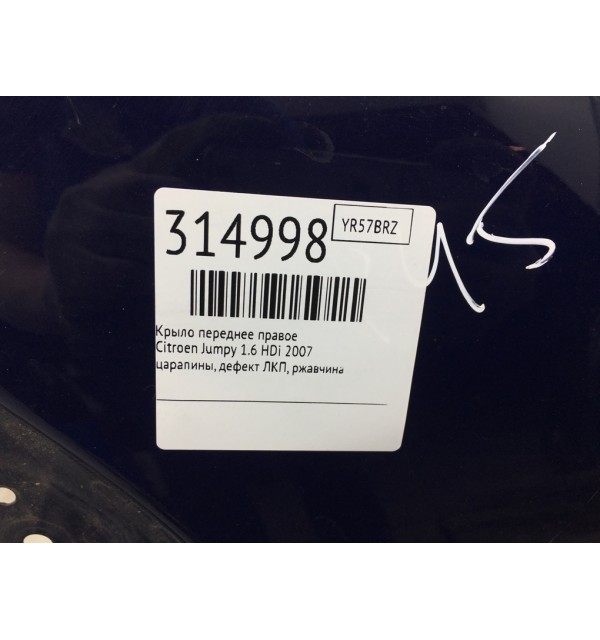 314998
YR57BRZ
Крыло переднее правое
Citroen Jumpy 1.6 HDi 2007
царапины, дефект ЛКП, ржавчина